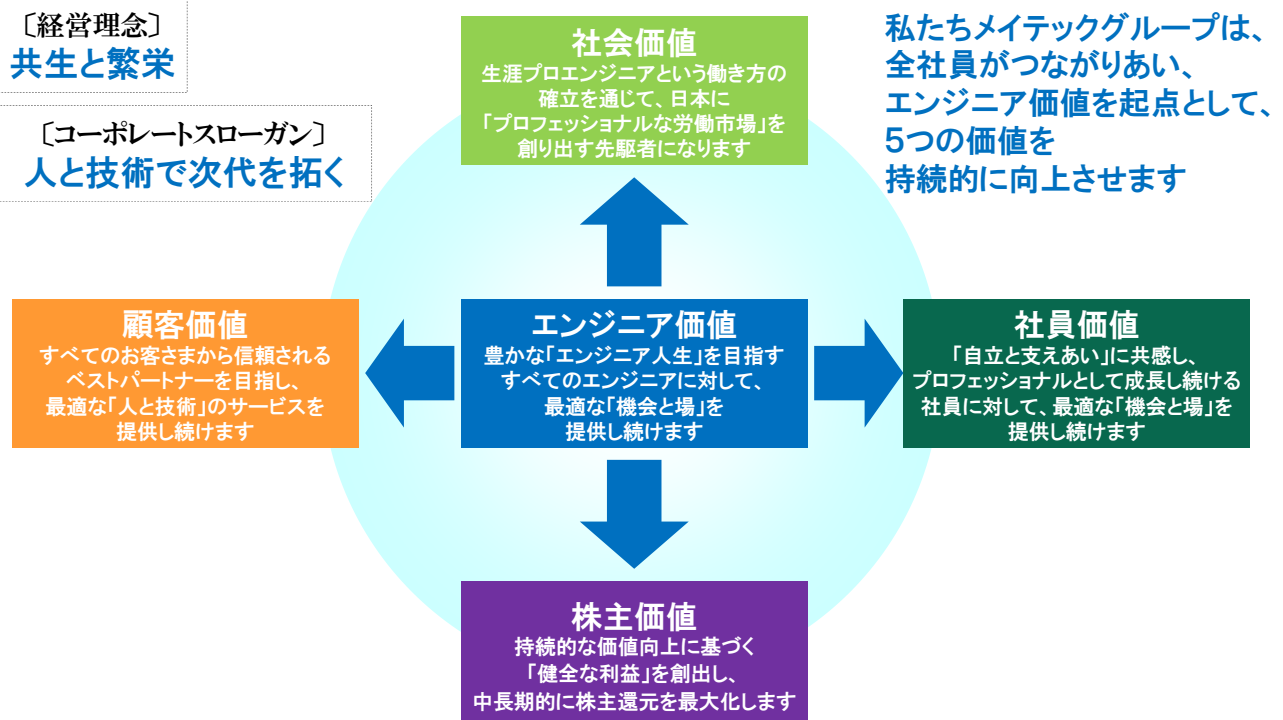 〔経営理念〕
共生と繁栄
〔コーポレートスローガン〕
人と技術で次代を拓く
私たちメイテックグループは、
全社員がつながりあい、
エンジニア価値を起点として、
5つの価値を
持続的に向上させます
社会価値
生涯プロエンジニアという働き方の
確立を通じて、日本に
「プロフェッショナルな労働市場」を
創り出す先駆者になります
顧客価値
すべてのお客さまから信頼される
ベストパートナーを目指し、
最適な「人と技術」のサービスを
提供し続けます
エンジニア価値
豊かな「エンジニア人生」を目指す
すべてのエンジニアに対して、
最適な「機会と場」を
提供し続けます
社員価値
「自立と支えあい」に共感し、
プロフェッショナルとして成長し続ける
社員に対して、最適な「機会と場」を
提供し続けます
株主価値
持続的な価値向上に基づく
「健全な利益」を創出し、
中長期的に株主還元を最大化します